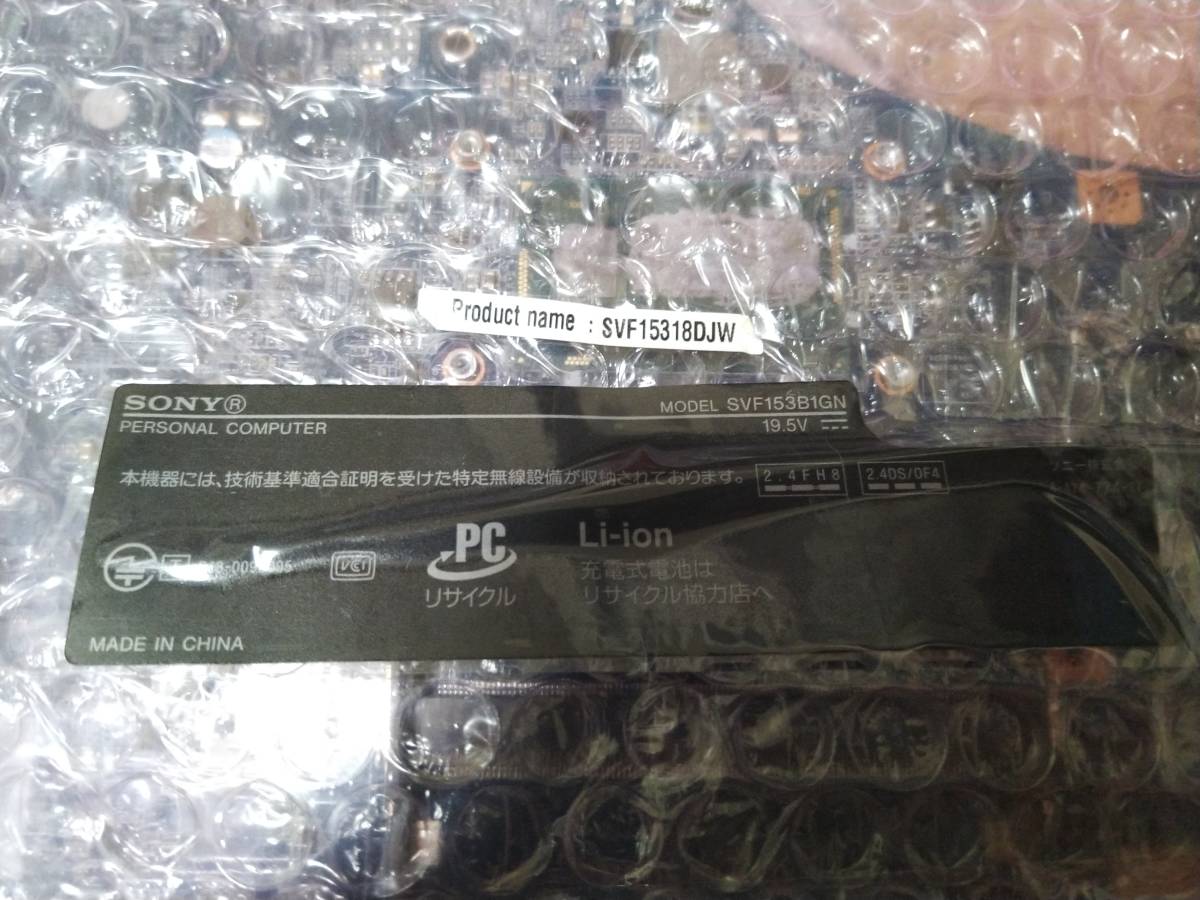 Product name : SVF15318DJW
SONY®
MODEL SVF153B1GN
PERSONAL COMPUTER
19.5V
本機器には、技術基準適合証明を受けた特定無線設備が収納されております。
2.4FH8
2.4DS/OF4
VCI
PC
リサイクル
Li-ion
充電式電池は
リサイクル協力店へ
MADE IN CHINA